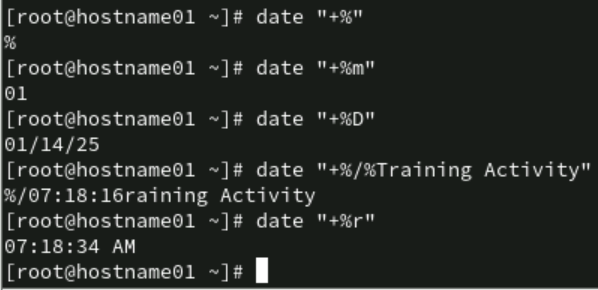 [root@hostname01 ~]# date "+%"
%
[root@hostname01 ~]# date "+%m"
01
[root@hostname01 ~]# date "+%D"
01/14/25
[root@hostname01 ~]# date "+%/%Training Activity"
%/07:18:16raining Activity
[root@hostname01 ~]# date "+%r"
07:18:34 AM
[root@hostname01 ~]#